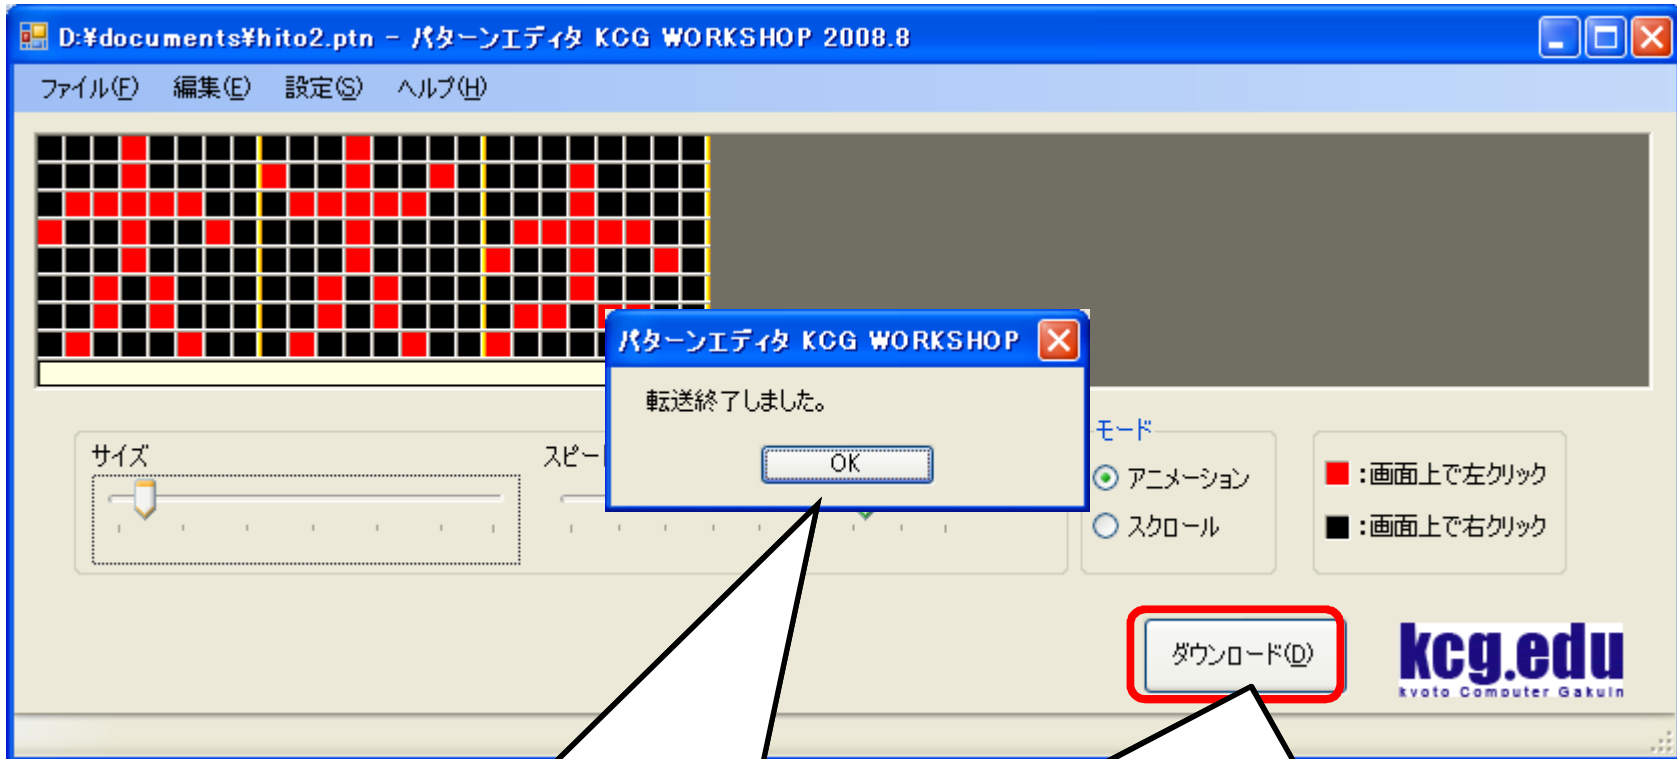 D:¥documents¥hito2.ptn - パターンエディタ KCG WORKSHOP 2008.8
ファイル(F) 編集(E) 設定(S) ヘルプ(H)
パターンエディタ KCG WORKSHOP
転送終了しました。
OK
サイズ
スピー
モード
アニメーション
スクロール
:画面上で左クリック
:画面上で右クリック
ダウンロード(D)
kcg.edu
kyoto Computer Gakuin